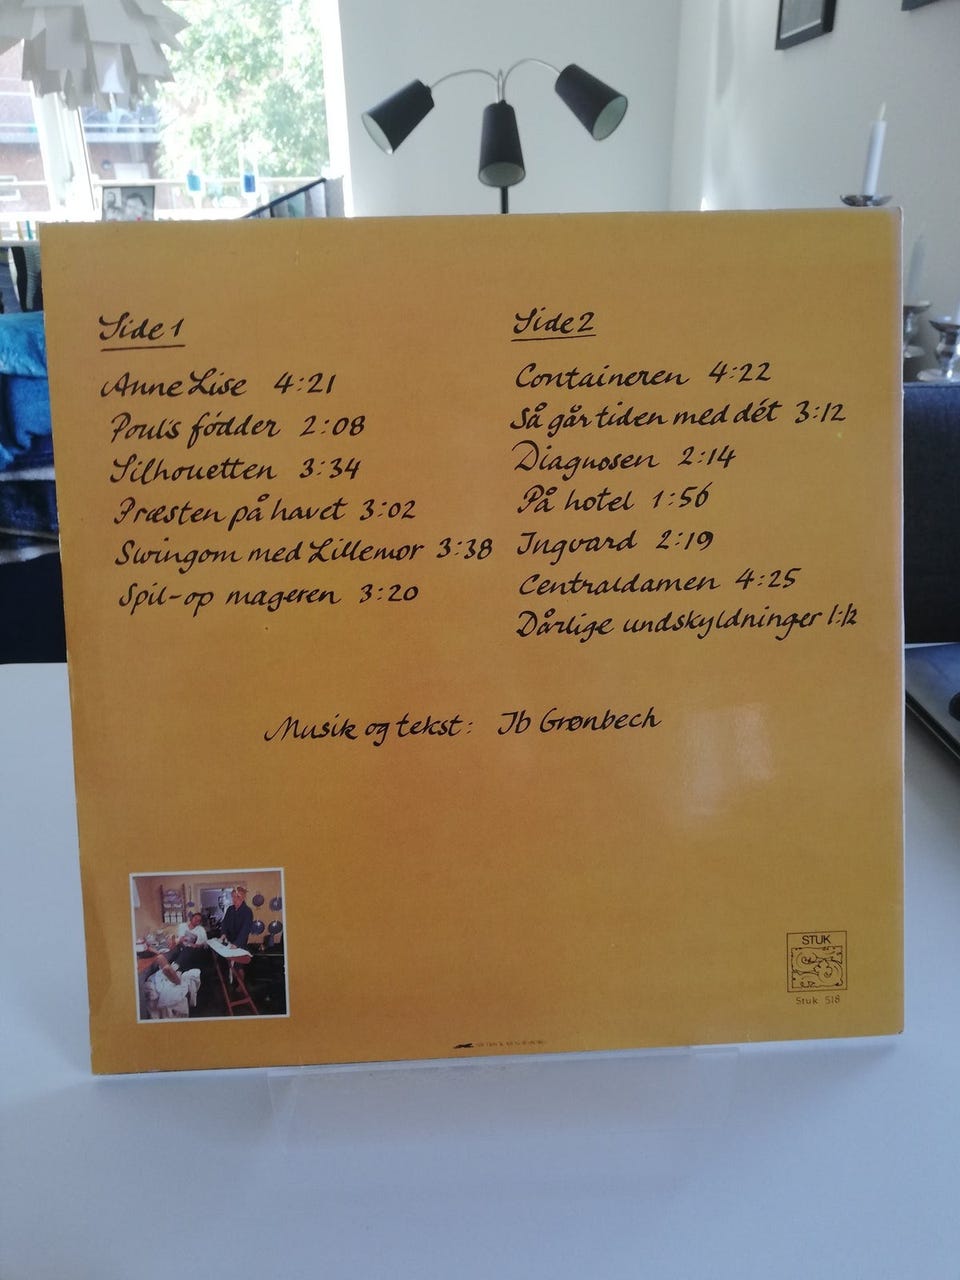 Side 1
Anne Lise 4:21
Poul's fødder 2:08
Silhouetten 3:34
Præsten på havet 3:02
Swingom med Lillemor 3:38
Spil-op mageren 3:20
Side 2
Containeren 4:22
Så går tiden med dét 3:12
Diagnosen 2:14
På hotel 1:56
Ingvard 2:19
Centraldamen 4:25
Dårlige undskyldninger 1:12
Musik og tekst: Ib Grønbech
STUK
Stuk 518